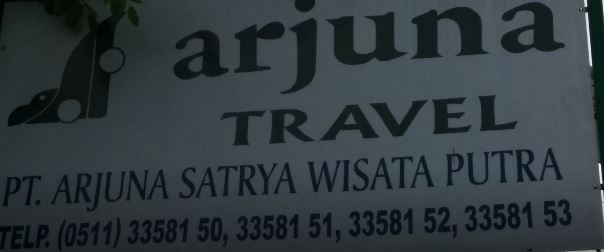 arjuna
TRAVEL
PT. ARJUNA SATRYA WISATA PUTRA
TELP. (0511) 33581 50, 33581 51, 33581 52, 33581 53